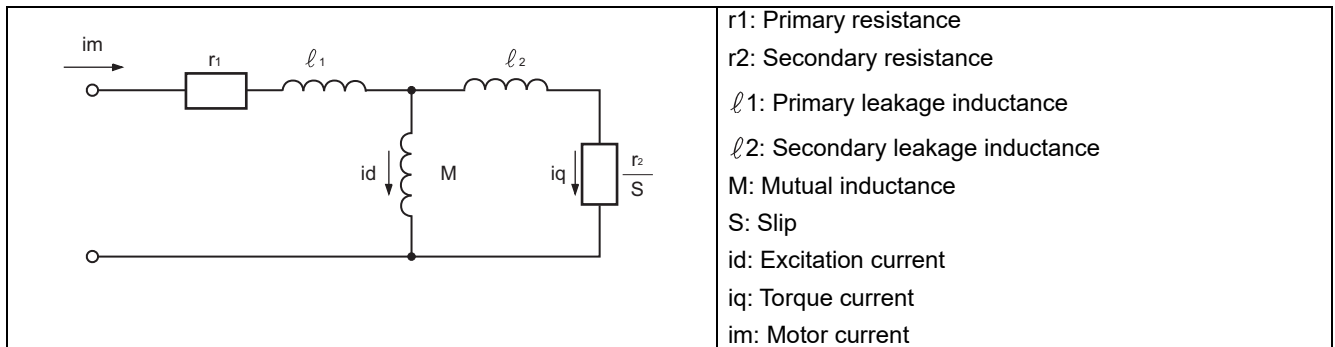 im
r1
ℓ1
ℓ2
id
M
iq
r2
S
r1: Primary resistance
r2: Secondary resistance
ℓ1: Primary leakage inductance
ℓ2: Secondary leakage inductance
M: Mutual inductance
S: Slip
id: Excitation current
iq: Torque current
im: Motor current